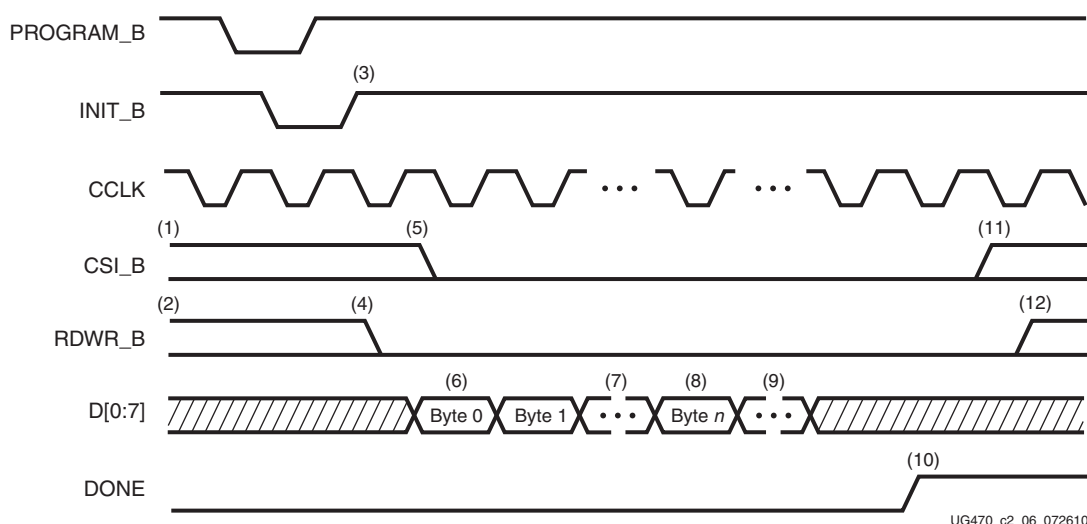 PROGRAM_B
(3)
INIT_B
CCLK
(1) (5) (11)
CSI_B
(2) (4) (12)
RDWR_B
(6) (7) (8) (9)
D[0:7] Byte 0 Byte 1 • • • Byte n • • •
(10)
DONE
UG470_c2_06_072610